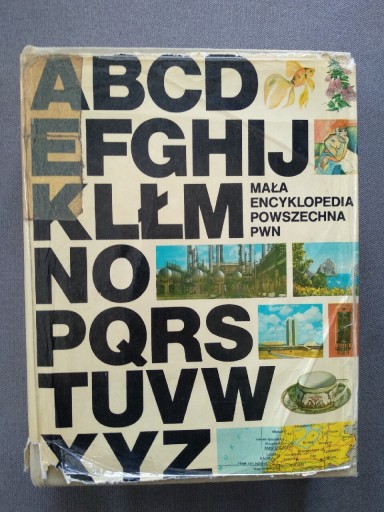 ABCD
EFGHIJ
KLŁM
MAŁA
ENCYKLOPEDIA
POWSZECHNA
PWN
NO
PQRS
TUVW
XYZ